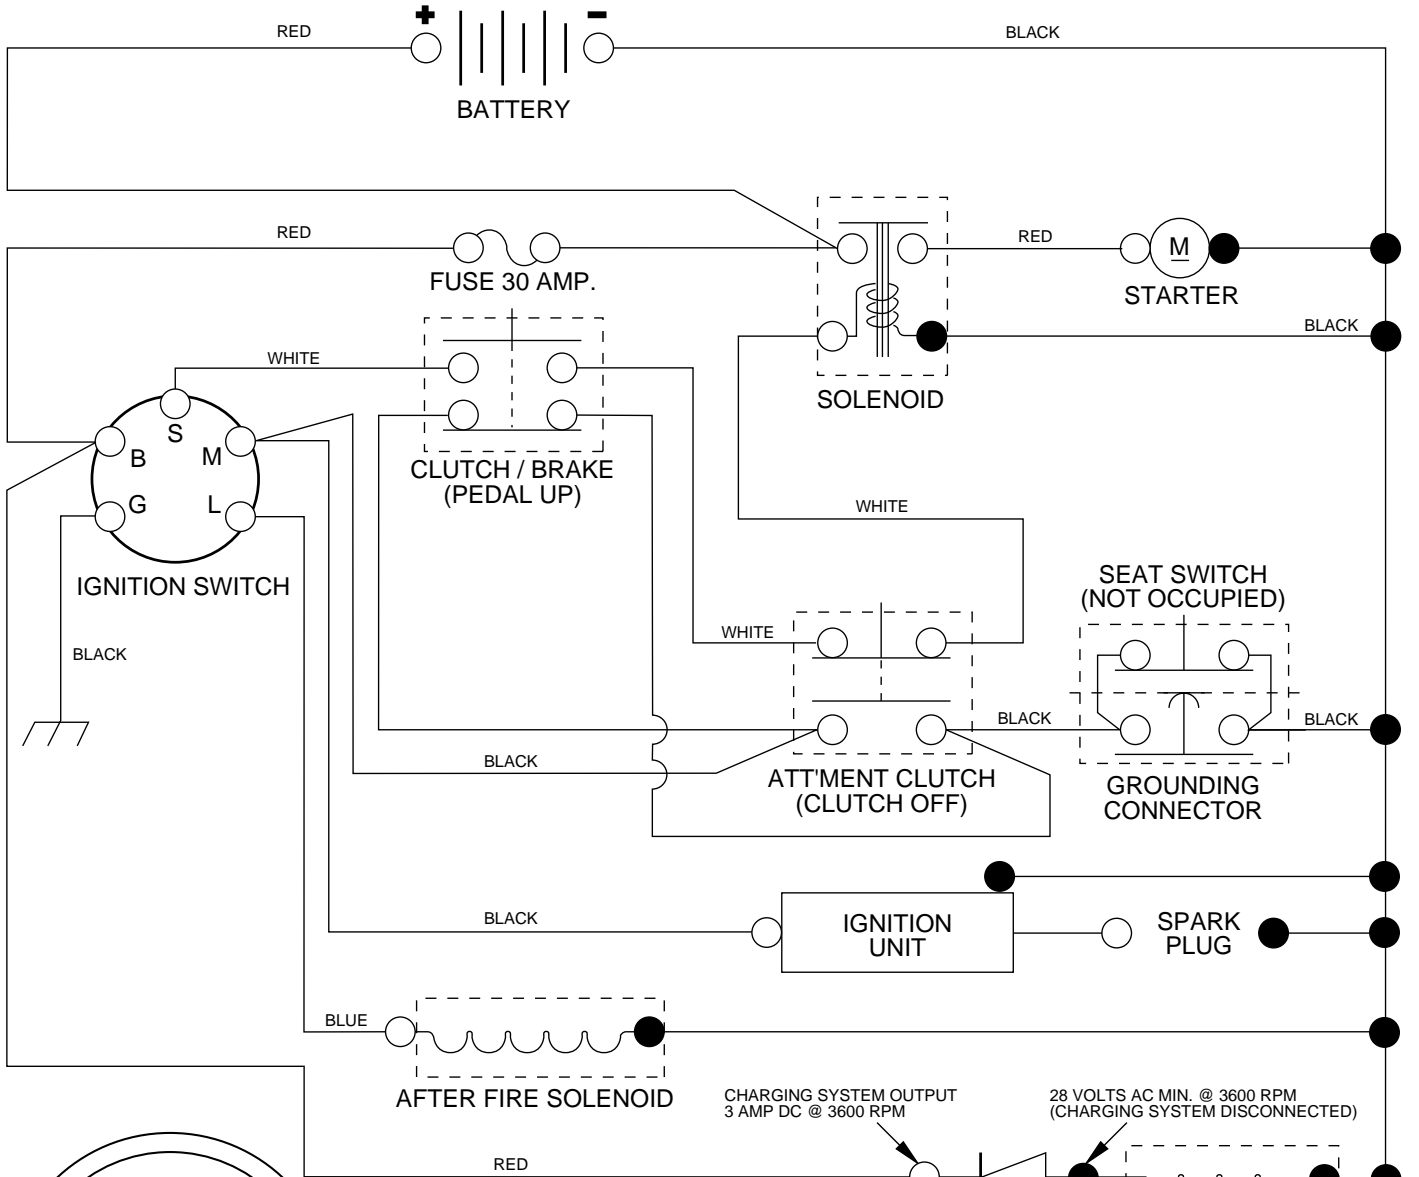 + -
RED
BLACK
BATTERY
RED
RED
M
FUSE 30 AMP.
STARTER
BLACK
WHITE
SOLENOID
S
B
M
G
L
CLUTCH / BRAKE
(PEDAL UP)
WHITE
IGNITION SWITCH
SEAT SWITCH
(NOT OCCUPIED)
WHITE
BLACK
BLACK
BLACK
BLACK
ATT'MENT CLUTCH
(CLUTCH OFF)
GROUNDING
CONNECTOR
BLACK
IGNITION
UNIT
SPARK
PLUG
BLUE
AFTER FIRE SOLENOID
CHARGING SYSTEM OUTPUT
3 AMP DC @ 3600 RPM
28 VOLTS AC MIN. @ 3600 RPM
(CHARGING SYSTEM DISCONNECTED)
RED